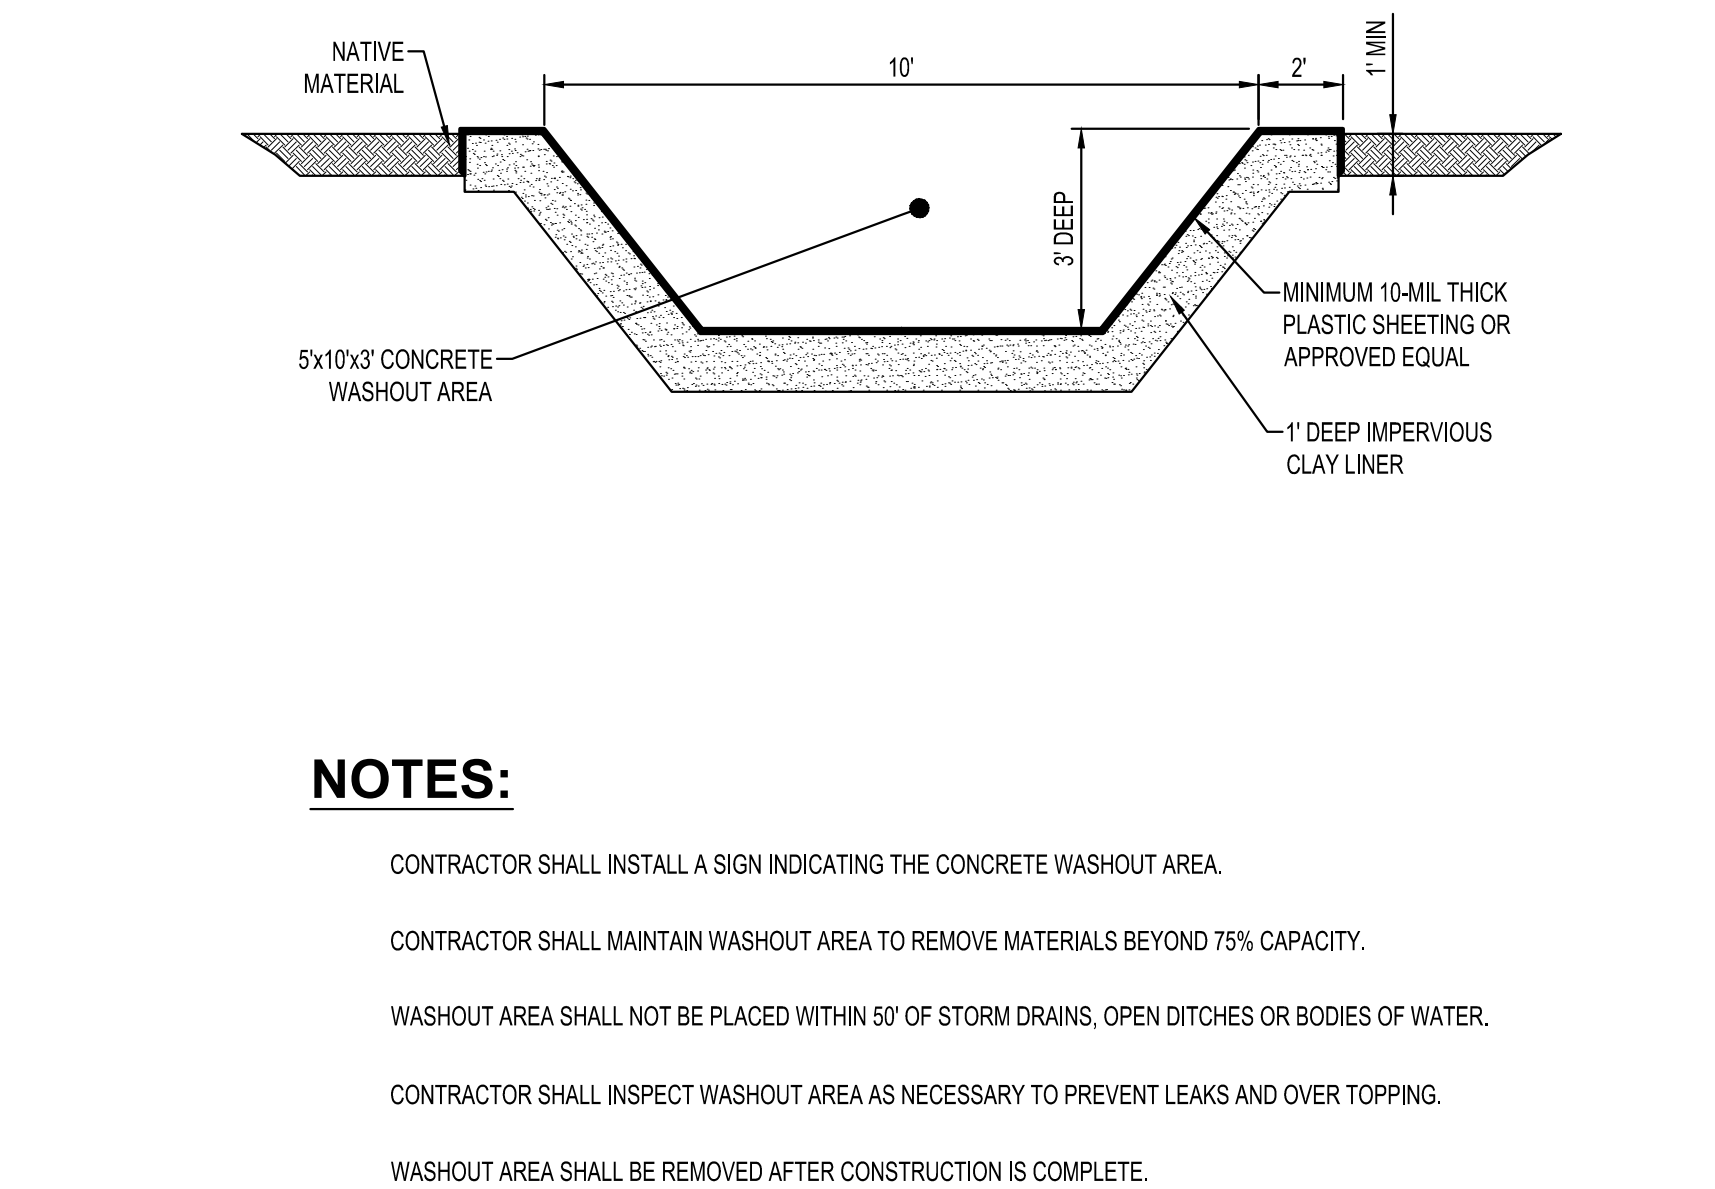 NATIVE
MATERIAL
10'
2'
1' MIN
3' DEEP
MINIMUM 10-MIL THICK
PLASTIC SHEETING OR
APPROVED EQUAL
5'x10'x3' CONCRETE
WASHOUT AREA
1' DEEP IMPERVIOUS
CLAY LINER
NOTES:
CONTRACTOR SHALL INSTALL A SIGN INDICATING THE CONCRETE WASHOUT AREA.
CONTRACTOR SHALL MAINTAIN WASHOUT AREA TO REMOVE MATERIALS BEYOND 75% CAPACITY.
WASHOUT AREA SHALL NOT BE PLACED WITHIN 50' OF STORM DRAINS, OPEN DITCHES OR BODIES OF WATER.
CONTRACTOR SHALL INSPECT WASHOUT AREA AS NECESSARY TO PREVENT LEAKS AND OVER TOPPING.
WASHOUT AREA SHALL BE REMOVED AFTER CONSTRUCTION IS COMPLETE.